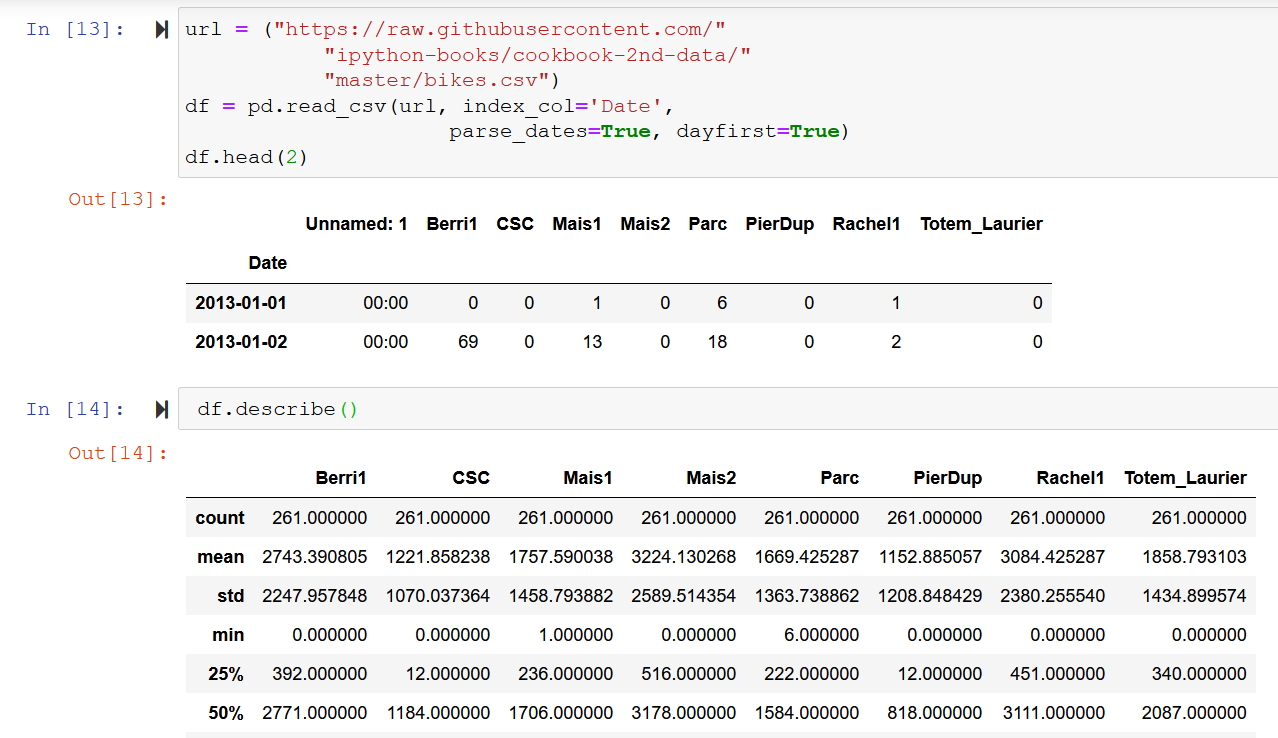 In [13]: url = ("https://raw.githubusercontent.com/"
"ipython-books/cookbook-2nd-data/"
"master/bikes.csv")
df = pd.read_csv(url, index_col='Date',
parse_dates=True, dayfirst=True)
df.head(2)
Out[13]:
Unnamed: 1 Berri1 CSC Mais1 Mais2 Parc PierDup Rachel1 Totem_Laurier
Date
2013-01-01 00:00 0 0 1 0 6 0 1 0
2013-01-02 00:00 69 0 13 0 18 0 2 0
In [14]: df.describe()
Out[14]:
Berri1 CSC Mais1 Mais2 Parc PierDup Rachel1 Totem_Laurier
count 261.000000 261.000000 261.000000 261.000000 261.000000 261.000000 261.000000 261.000000
mean 2743.390805 1221.858238 1757.590038 3224.130268 1669.425287 1152.885057 3084.425287 1858.793103
std 2247.957848 1070.037364 1458.793882 2589.514354 1363.738862 1208.848429 2380.255540 1434.899574
min 0.000000 0.000000 1.000000 0.000000 6.000000 0.000000 0.000000 0.000000
25% 392.000000 12.000000 236.000000 516.000000 222.000000 12.000000 451.000000 340.000000
50% 2771.000000 1184.000000 1706.000000 3178.000000 1584.000000 818.000000 3111.000000 2087.000000